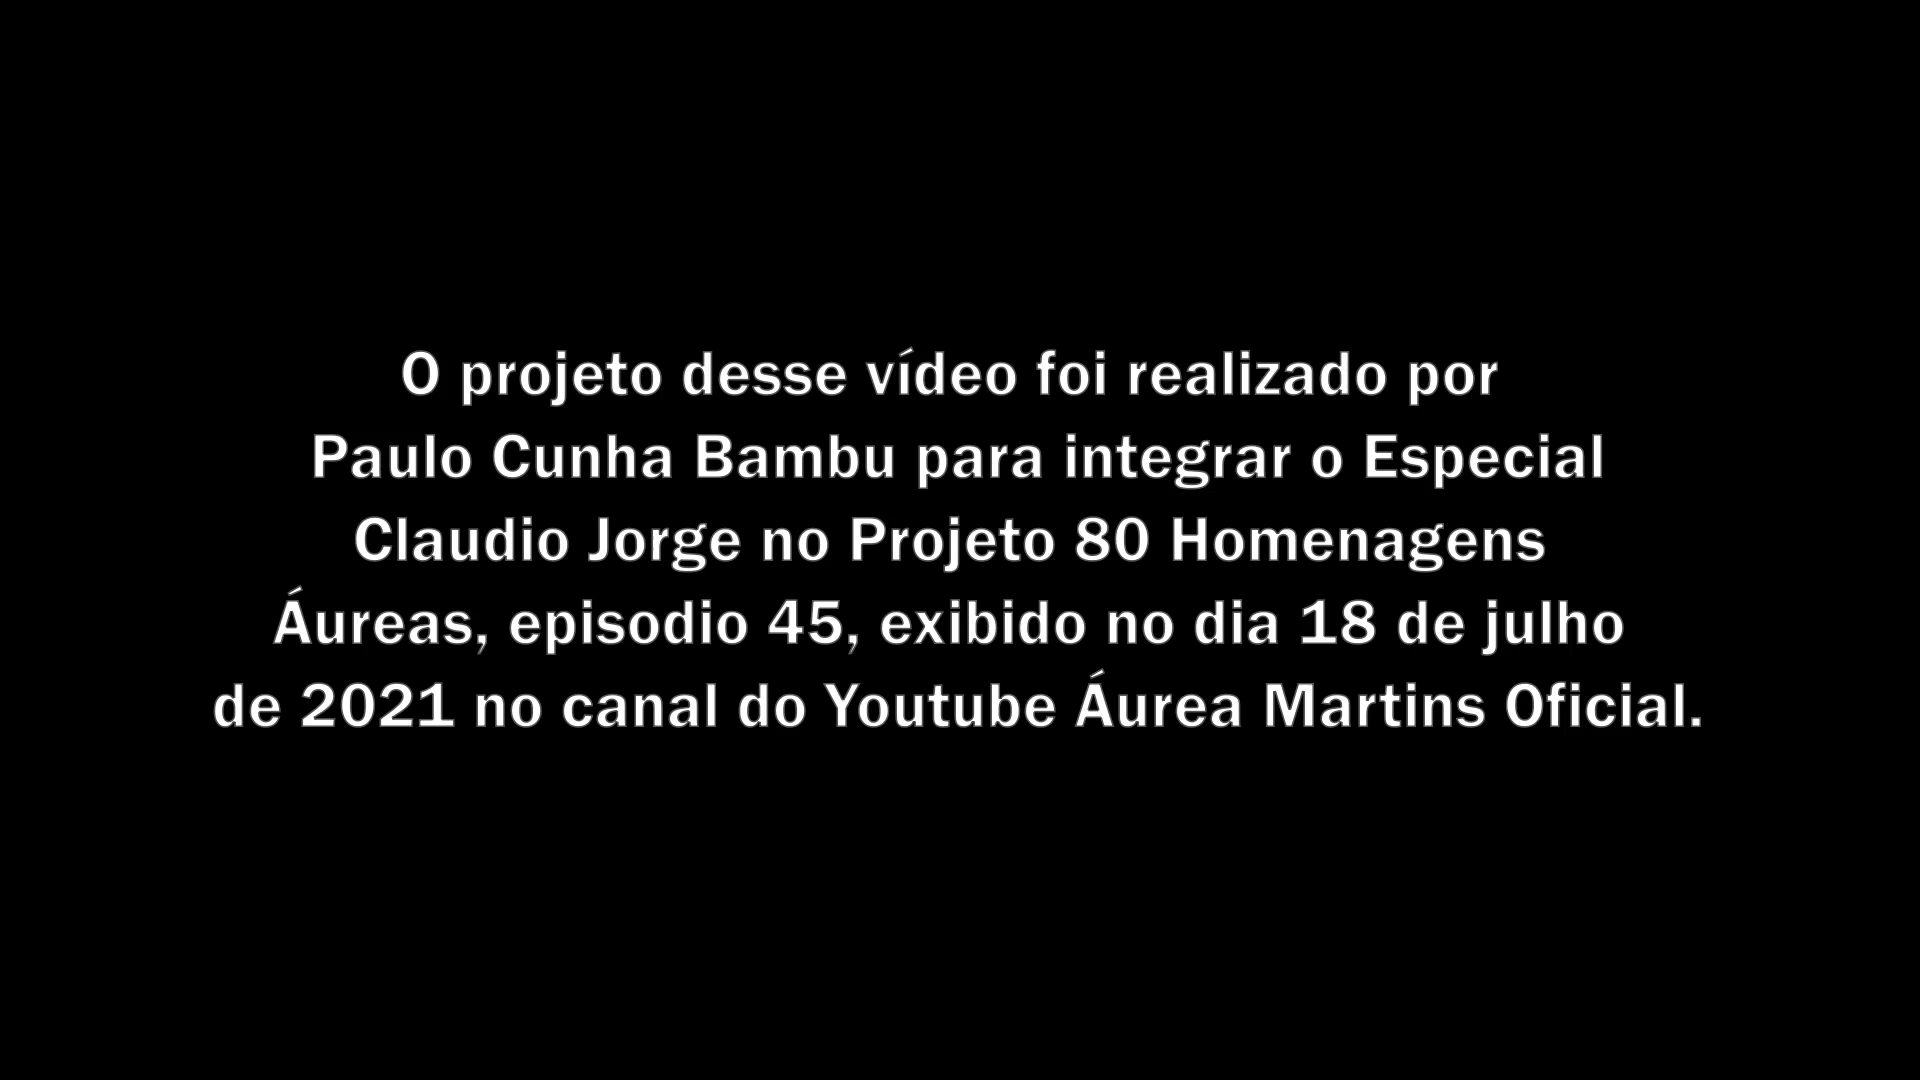 O projeto desse vídeo foi realizado por
Paulo Cunha Bambu para integrar o Especial
Claudio Jorge no Projeto 80 Homenagens
Áureas, episodio 45, exibido no dia 18 de julho
de 2021 no canal do Youtube Áurea Martins Oficial.